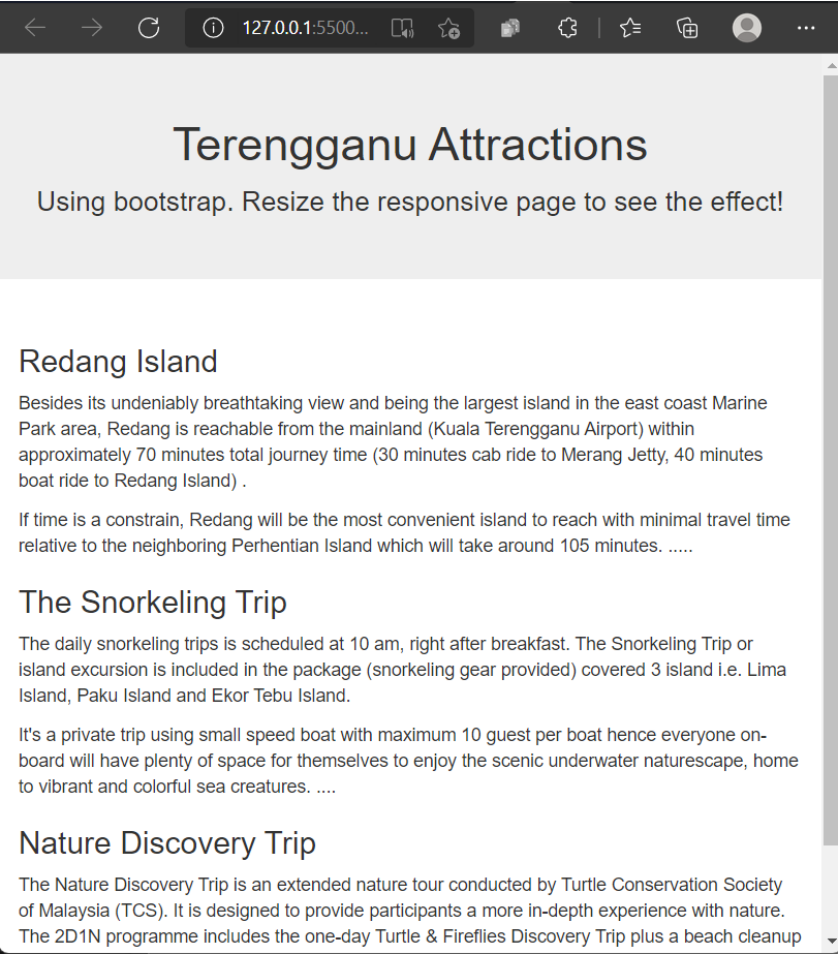 127.0.0.1:5500...
Terengganu Attractions
Using bootstrap. Resize the responsive page to see the effect!
Redang Island
Besides its undeniably breathtaking view and being the largest island in the east coast Marine
Park area, Redang is reachable from the mainland (Kuala Terengganu Airport) within
approximately 70 minutes total journey time (30 minutes cab ride to Merang Jetty, 40 minutes
boat ride to Redang Island) .
If time is a constrain, Redang will be the most convenient island to reach with minimal travel time
relative to the neighboring Perhentian Island which will take around 105 minutes. .....
The Snorkeling Trip
The daily snorkeling trips is scheduled at 10 am, right after breakfast. The Snorkeling Trip or
island excursion is included in the package (snorkeling gear provided) covered 3 island i.e. Lima
Island, Paku Island and Ekor Tebu Island.
It's a private trip using small speed boat with maximum 10 guest per boat hence everyone on-
board will have plenty of space for themselves to enjoy the scenic underwater naturescape, home
to vibrant and colorful sea creatures. ....
Nature Discovery Trip
The Nature Discovery Trip is an extended nature tour conducted by Turtle Conservation Society
of Malaysia (TCS). It is designed to provide participants a more in-depth experience with nature.
The 2D1N programme includes the one-day Turtle & Fireflies Discovery Trip plus a beach cleanup